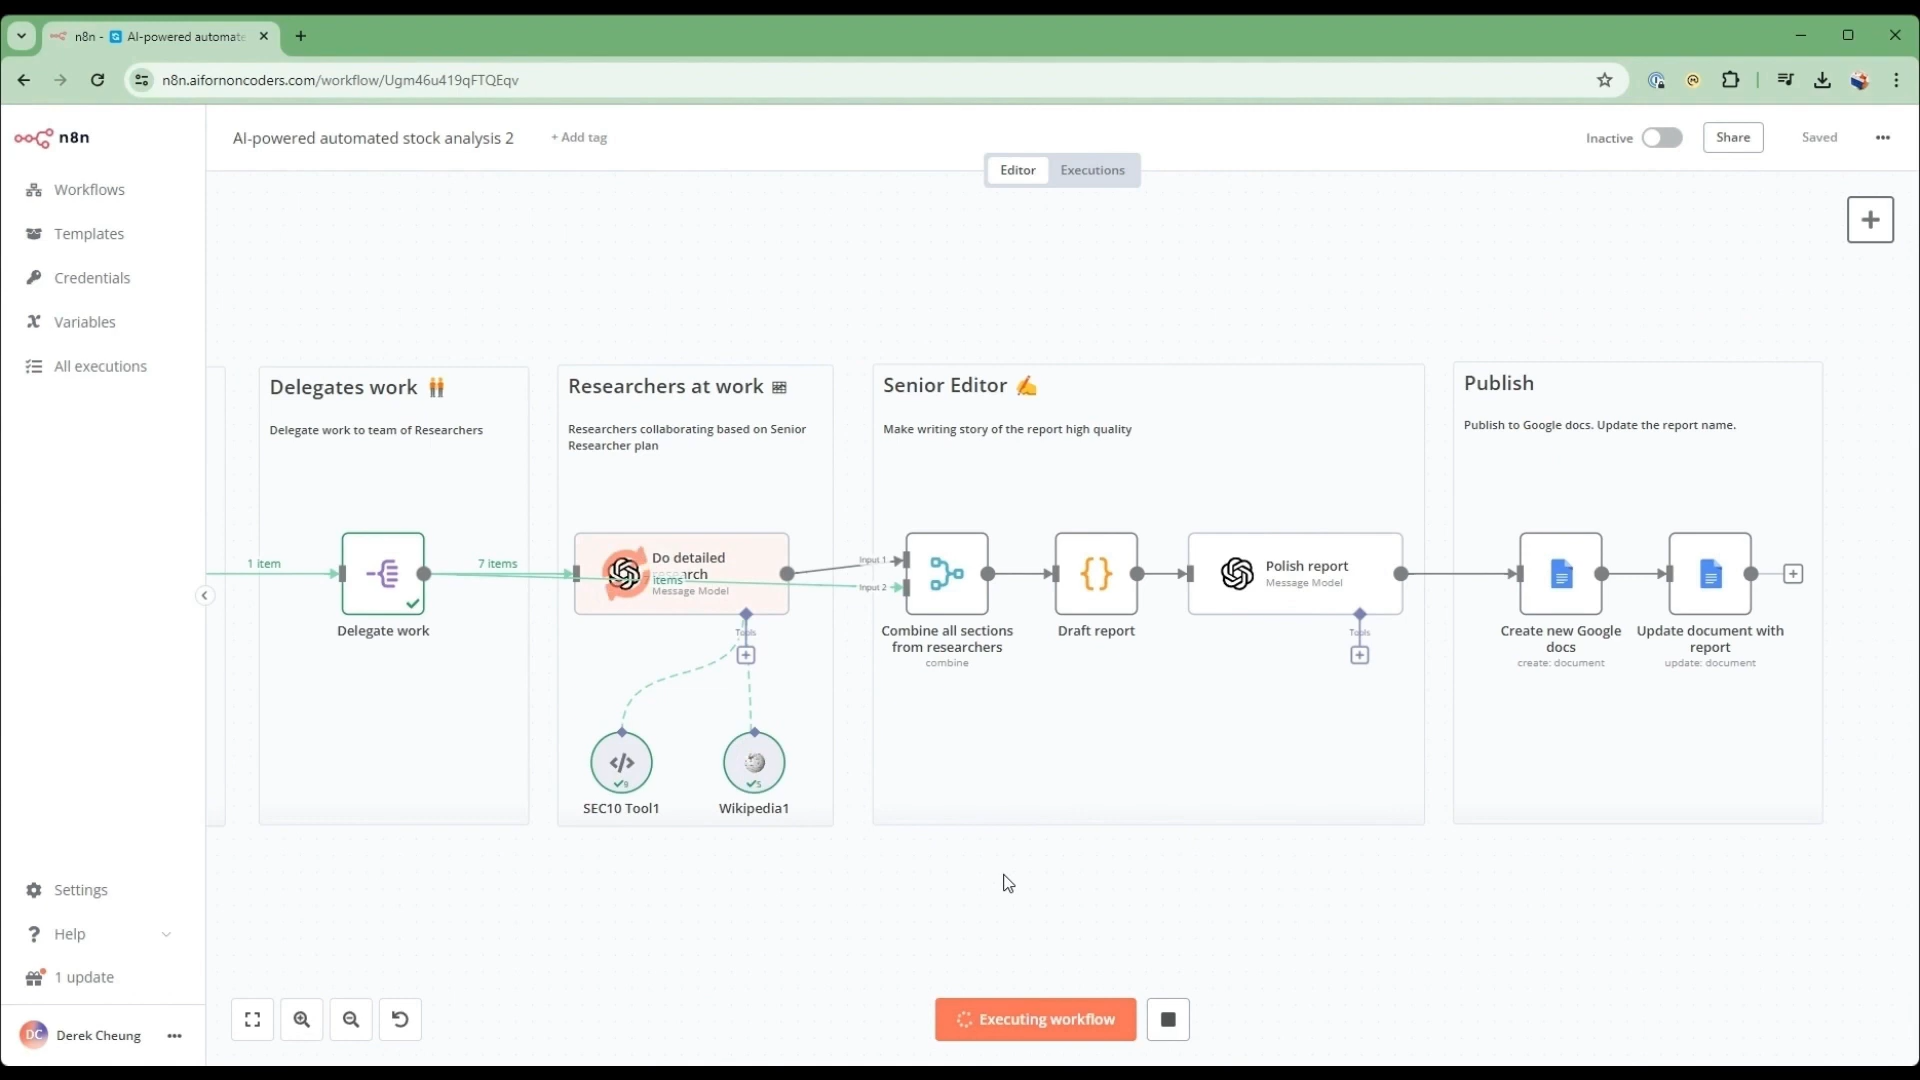 n8n - AI-powered automate
n8n.aifornoncoders.com/workflow/Ugm46u419qFTQEqv
n8n
AI-powered automated stock analysis 2
+ Add tag
Inactive
Share
Saved
Editor
Executions
Workflows
Templates
Credentials
Variables
All executions
Delegates work
Delegate work to team of Researchers
Researchers at work
Researchers collaborating based on Senior
Researcher plan
Senior Editor
Make writing story of the report high quality
Publish
Publish to Google docs. Update the report name.
1 item
7 items
Delegate work
Do detailed
items
Message Model
Tools
SEC10 Tool1
9
Wikipedia1
5
Input 1
Input 2
Combine all sections
from researchers
combine
Draft report
Polish report
Message Model
Tools
Create new Google
docs
create: document
Update document with
report
update: document
Settings
Help
1 update
DC
Derek Cheung
Executing workflow